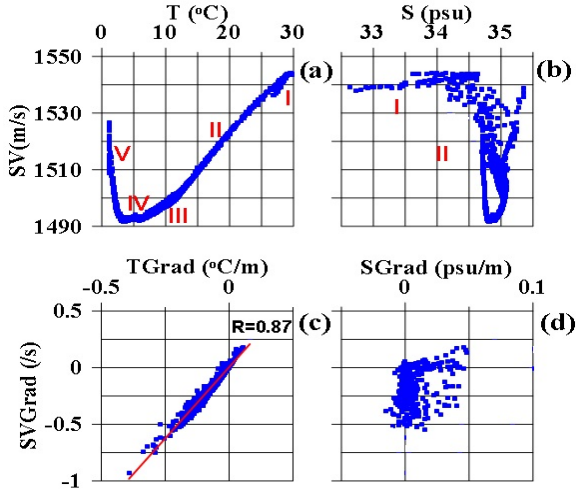 T (°C)
S (psu)
0 10 20 30
33 34 35
1550
1530
1510
1490
SV(m/s)
(a)
(b)
I
II
III
IV
V
I
II
TGrad (°C/m)
SGrad (psu/m)
-0.5 0
0 0.1
0.5
0
-0.5
-1
SVGrad (/s)
R=0.87
(c)
(d)